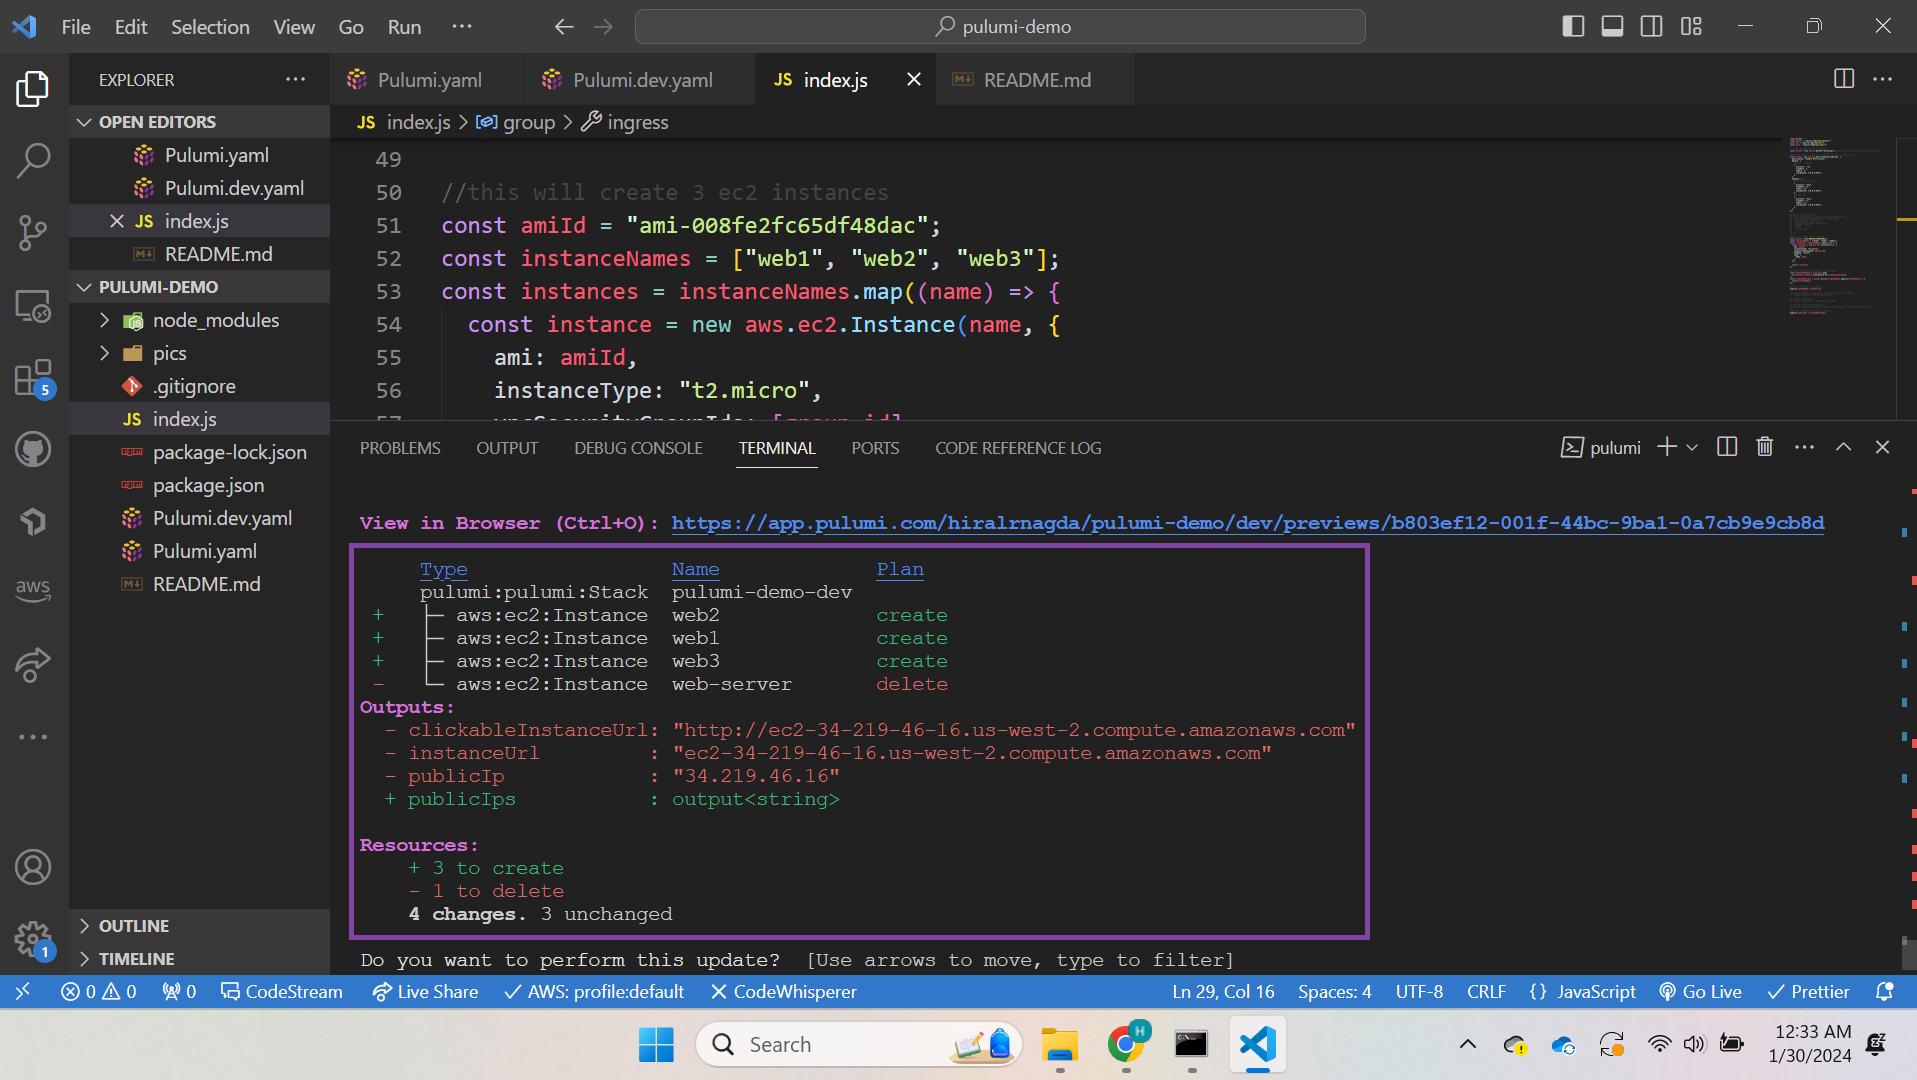 File Edit Selection View Go Run ···
pulumi-demo
EXPLORER
Pulumi.yaml
Pulumi.dev.yaml
JS index.js
README.md
OPEN EDITORS
Pulumi.yaml
Pulumi.dev.yaml
JS index.js
README.md
PULUMI-DEMO
node_modules
pics
.gitignore
JS index.js
package-lock.json
package.json
Pulumi.dev.yaml
Pulumi.yaml
README.md
OUTLINE
TIMELINE
5
aws
1
JS index.js > group > ingress
49
50 //this will create 3 ec2 instances
51 const amiId = "ami-008fe2fc65df48dac";
52 const instanceNames = ["web1", "web2", "web3"];
53 const instances = instanceNames.map((name) => {
54 const instance = new aws.ec2.Instance(name, {
55 ami: amiId,
56 instanceType: "t2.micro",
PROBLEMS OUTPUT DEBUG CONSOLE TERMINAL PORTS CODE REFERENCE LOG
pulumi
View in Browser (Ctrl+O): https://app.pulumi.com/hiralrnagda/pulumi-demo/dev/previews/b803ef12-001f-44bc-9ba1-0a7cb9e9cb8d
Type Name Plan
pulumi:pulumi:Stack pulumi-demo-dev
+ ├─ aws:ec2:Instance web2 create
+ ├─ aws:ec2:Instance web1 create
+ ├─ aws:ec2:Instance web3 create
- └─ aws:ec2:Instance web-server delete
Outputs:
- clickableInstanceUrl: "http://ec2-34-219-46-16.us-west-2.compute.amazonaws.com"
- instanceUrl : "ec2-34-219-46-16.us-west-2.compute.amazonaws.com"
- publicIp : "34.219.46.16"
+ publicIps : output<string>
Resources:
+ 3 to create
- 1 to delete
4 changes. 3 unchanged
Do you want to perform this update? [Use arrows to move, type to filter]
0 0 0 CodeStream Live Share AWS: profile:default CodeWhisperer
Ln 29, Col 16 Spaces: 4 UTF-8 CRLF {} JavaScript Go Live Prettier
Search
H
12:33 AM
1/30/2024